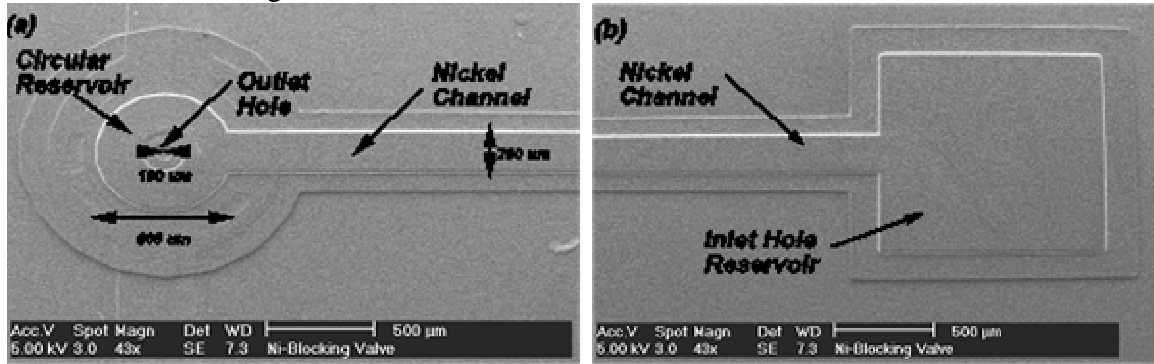 (a)
Circular
Reservoir
Outlet
Hole
Nickel
Channel
Acc.V Spot Magn Det WD 500 µm
5.00 kV 3.0 43x SE 7.3 Ni-Blocking Valve
(b)
Nickel
Channel
Inlet Hole
Reservoir
Acc.V Spot Magn Det WD 500 µm
5.00 kV 3.0 43x SE 7.3 Ni-Blocking Valve